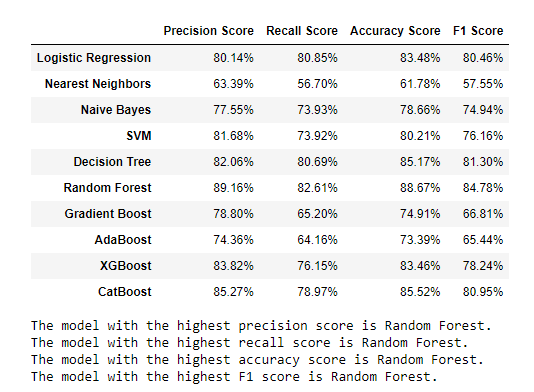 Precision Score Recall Score Accuracy Score F1 Score
Logistic Regression 80.14% 80.85% 83.48% 80.46%
Nearest Neighbors 63.39% 56.70% 61.78% 57.55%
Naive Bayes 77.55% 73.93% 78.66% 74.94%
SVM 81.68% 73.92% 80.21% 76.16%
Decision Tree 82.06% 80.69% 85.17% 81.30%
Random Forest 89.16% 82.61% 88.67% 84.78%
Gradient Boost 78.80% 65.20% 74.91% 66.81%
AdaBoost 74.36% 64.16% 73.39% 65.44%
XGBoost 83.82% 76.15% 83.46% 78.24%
CatBoost 85.27% 78.97% 85.52% 80.95%
The model with the highest precision score is Random Forest.
The model with the highest recall score is Random Forest.
The model with the highest accuracy score is Random Forest.
The model with the highest F1 score is Random Forest.